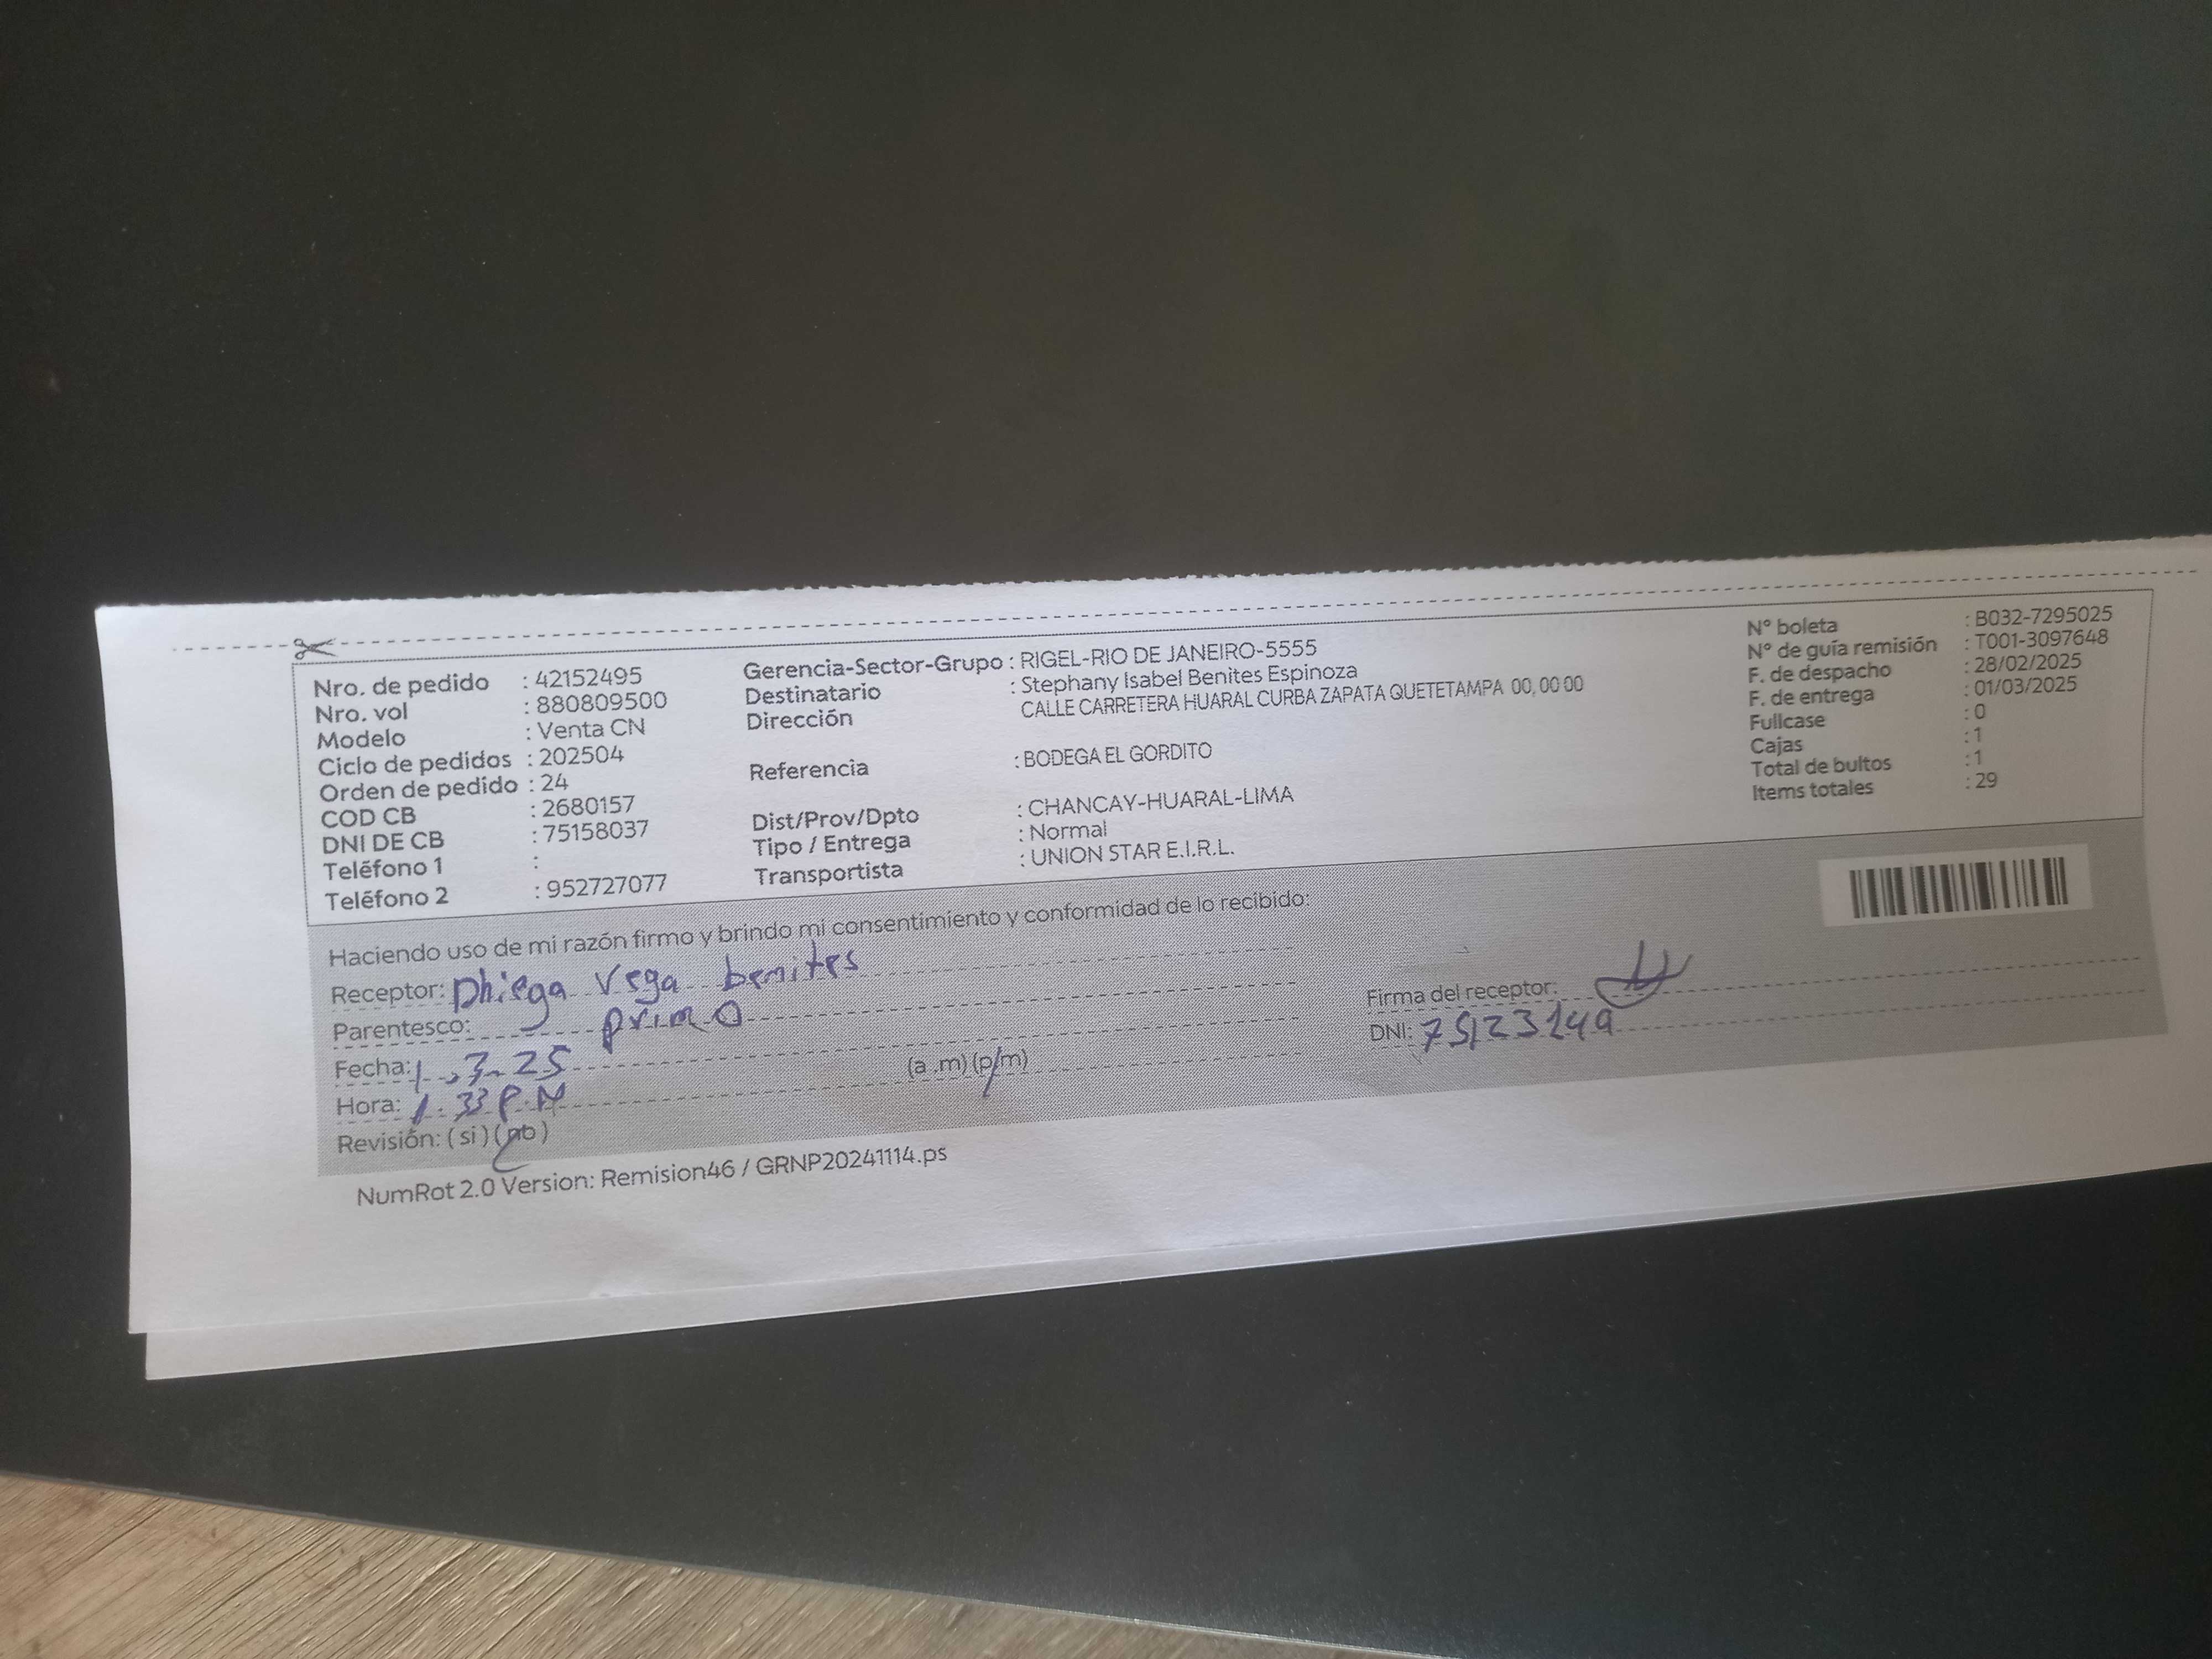 Nro. de pedido : 42152495
Nro. vol : 880809500
Modelo : Venta CN
Ciclo de pedidos : 202504
Orden de pedido : 24
COD CB : 2680157
DNI DE CB : 75158037
Teléfono 1 :
Teléfono 2 : 952727077
Gerencia-Sector-Grupo : RIGEL-RIO DE JANEIRO-5555
Destinatario : Stephany Isabel Benites Espinoza
Dirección CALLE CARRETERA HUARAL CURBA ZAPATA QUETETAMPA 00, 00 00
Referencia : BODEGA EL GORDITO
Dist/Prov/Dpto : CHANCAY-HUARAL-LIMA
Tipo / Entrega : Normal
Transportista : UNION STAR E.I.R.L.
N° boleta : B032-7295025
N° de guía remisión : T001-3097648
F. de despacho : 28/02/2025
F. de entrega : 01/03/2025
Fullcase : 0
Cajas : 1
Total de bultos : 1
Items totales : 29
Haciendo uso de mi razón firmo y brindo mi consentimiento y conformidad de lo recibido:
Receptor: Dhiega Vega benites
Parentesco: primo
Fecha: 1.3-25
Hora: 1.33 P.M (a .m) (p/m)
Revisión: ( si ) ( no )
Firma del receptor:
DNI:
NumRot 2.0 Version: Remision46 / GRNP20241114.ps